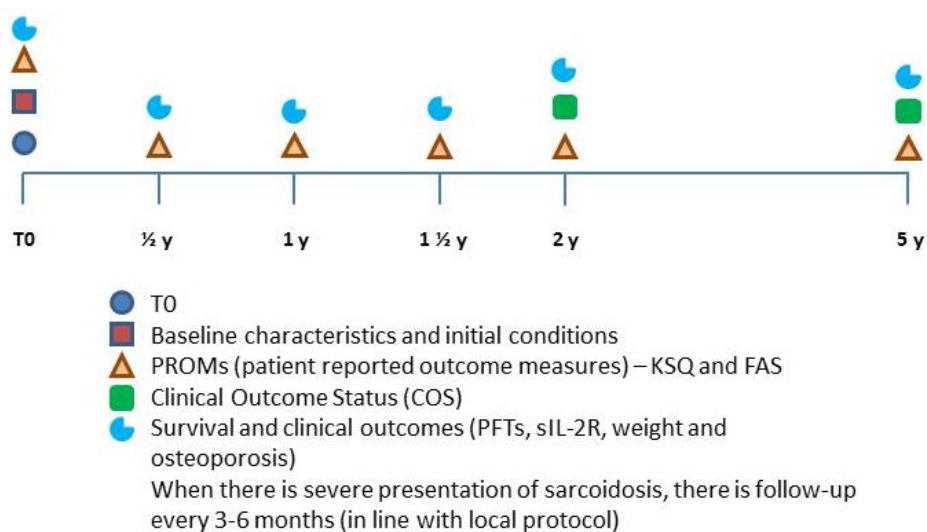 T0 ½ y 1 y 1 ½ y 2 y 5 y
T0
Baseline characteristics and initial conditions
PROMs (patient reported outcome measures) – KSQ and FAS
Clinical Outcome Status (COS)
Survival and clinical outcomes (PFTs, sIL-2R, weight and
osteoporosis)
When there is severe presentation of sarcoidosis, there is follow-up
every 3-6 months (in line with local protocol)